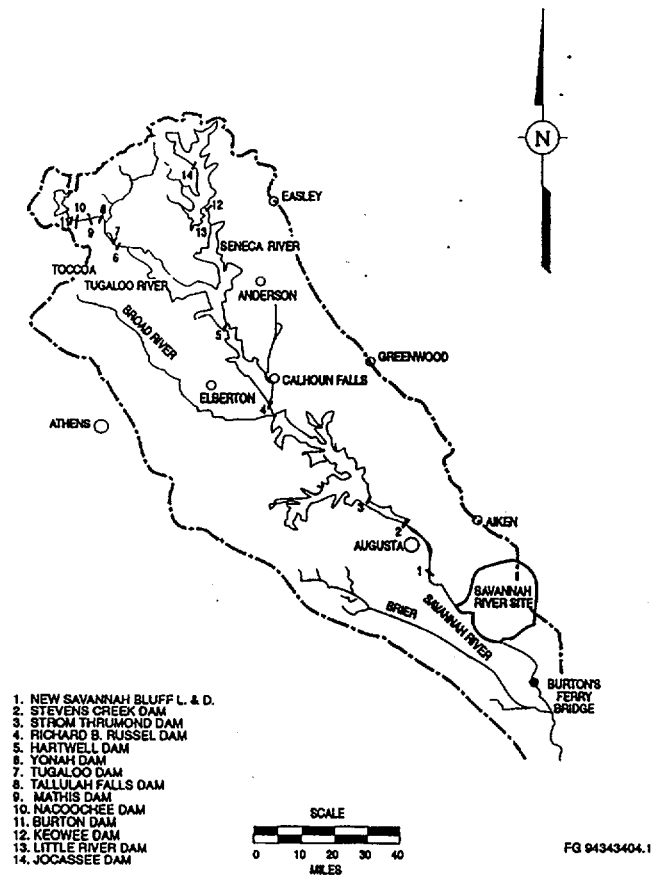 N
EASLEY
14
12
10
8
11
9
13
7
6
SENECA RIVER
TOCCOA
TUGALOO RIVER
ANDERSON
BROAD RIVER
5
GREENWOOD
CALHOUN FALLS
ELBERTON
4
ATHENS
3
2
AIKEN
AUGUSTA
1
SAVANNAH
RIVER SITE
BRIER
SAVANNAH RIVER
BURTON'S
FERRY
BRIDGE
1. NEW SAVANNAH BLUFF L. & D.
2. STEVENS CREEK DAM
3. STROM THRUMOND DAM
4. RICHARD B. RUSSEL DAM
5. HARTWELL DAM
6. YONAH DAM
7. TUGALOO DAM
8. TALLULAH FALLS DAM
9. MATHIS DAM
10. NACOOCHEE DAM
11. BURTON DAM
12. KEOWEE DAM
13. LITTLE RIVER DAM
14. JOCASSEE DAM
SCALE
0 10 20 30 40
MILES
FG 94343404.1